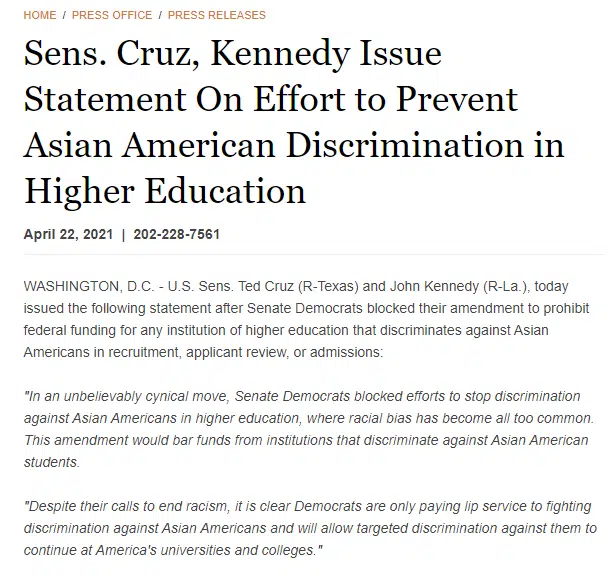 HOME / PRESS OFFICE / PRESS RELEASES
Sens. Cruz, Kennedy Issue
Statement On Effort to Prevent
Asian American Discrimination in
Higher Education
April 22, 2021 | 202-228-7561
WASHINGTON, D.C. - U.S. Sens. Ted Cruz (R-Texas) and John Kennedy (R-La.), today
issued the following statement after Senate Democrats blocked their amendment to prohibit
federal funding for any institution of higher education that discriminates against Asian
Americans in recruitment, applicant review, or admissions:
"In an unbelievably cynical move, Senate Democrats blocked efforts to stop discrimination
against Asian Americans in higher education, where racial bias has become all too common.
This amendment would bar funds from institutions that discriminate against Asian American
students.
"Despite their calls to end racism, it is clear Democrats are only paying lip service to fighting
discrimination against Asian Americans and will allow targeted discrimination against them to
continue at America's universities and colleges."